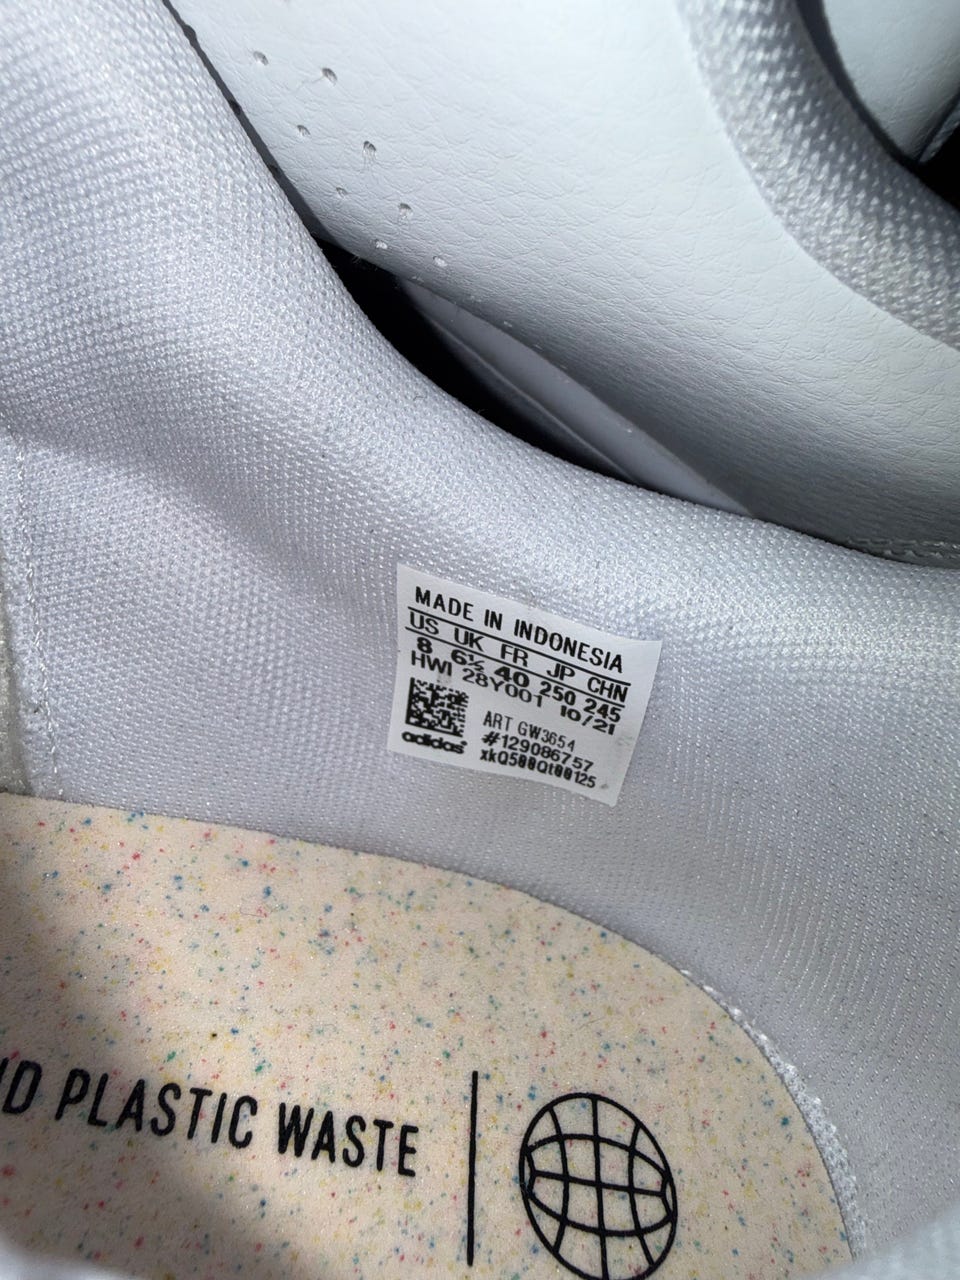 MADE IN INDONESIA
US UK FR JP CHN
8 6½ 40 250 245
HWI 28Y001 10/21
ART GW3654
#129086757
xkQ500Qt00125
adidas
PLASTIC WASTE